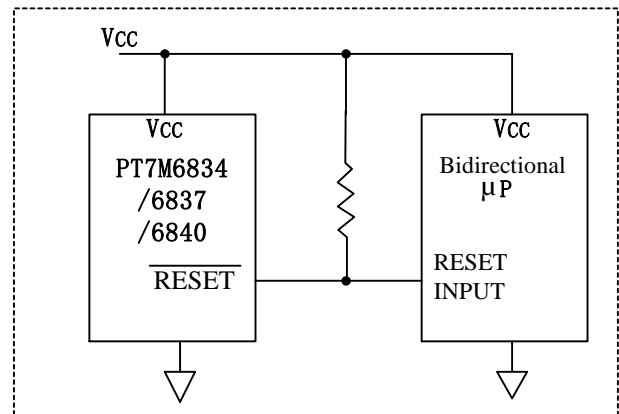 Vcc
Vcc
PT7M6834
/6837
/6840
RESET
Vcc
Bidirectional
μP
RESET
INPUT